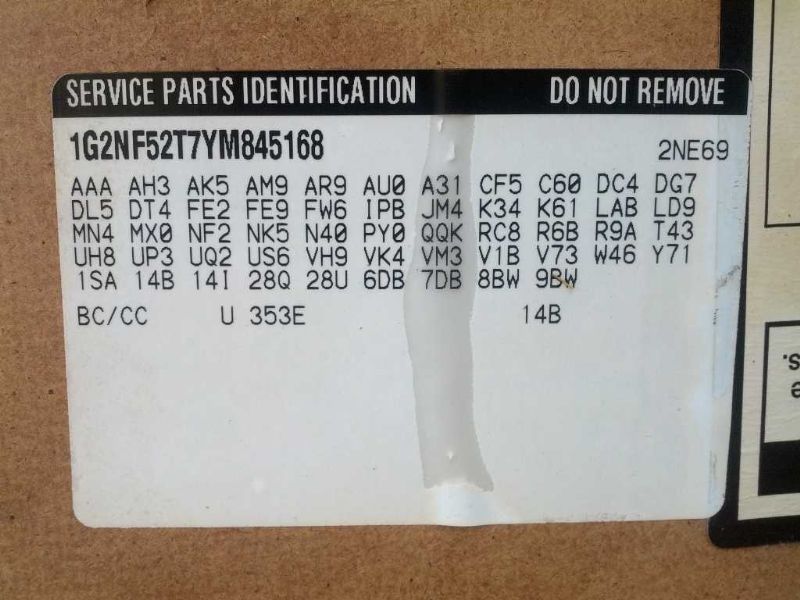 SERVICE PARTS IDENTIFICATION DO NOT REMOVE
1G2NF52T7YM845168 2NE69
AAA AH3 AK5 AM9 AR9 AU0 A31 CF5 C60 DC4 DG7
DL5 DT4 FE2 FE9 FW6 IPB JM4 K34 K61 LAB LD9
MN4 MX0 NF2 NK5 N40 PY0 QQK RC8 R6B R9A T43
UH8 UP3 UQ2 US6 VH9 VK4 VM3 V1B V73 W46 Y71
1SA 14B 14I 28Q 28U 6DB 7DB 8BW 9BW
BC/CC U 353E 14B